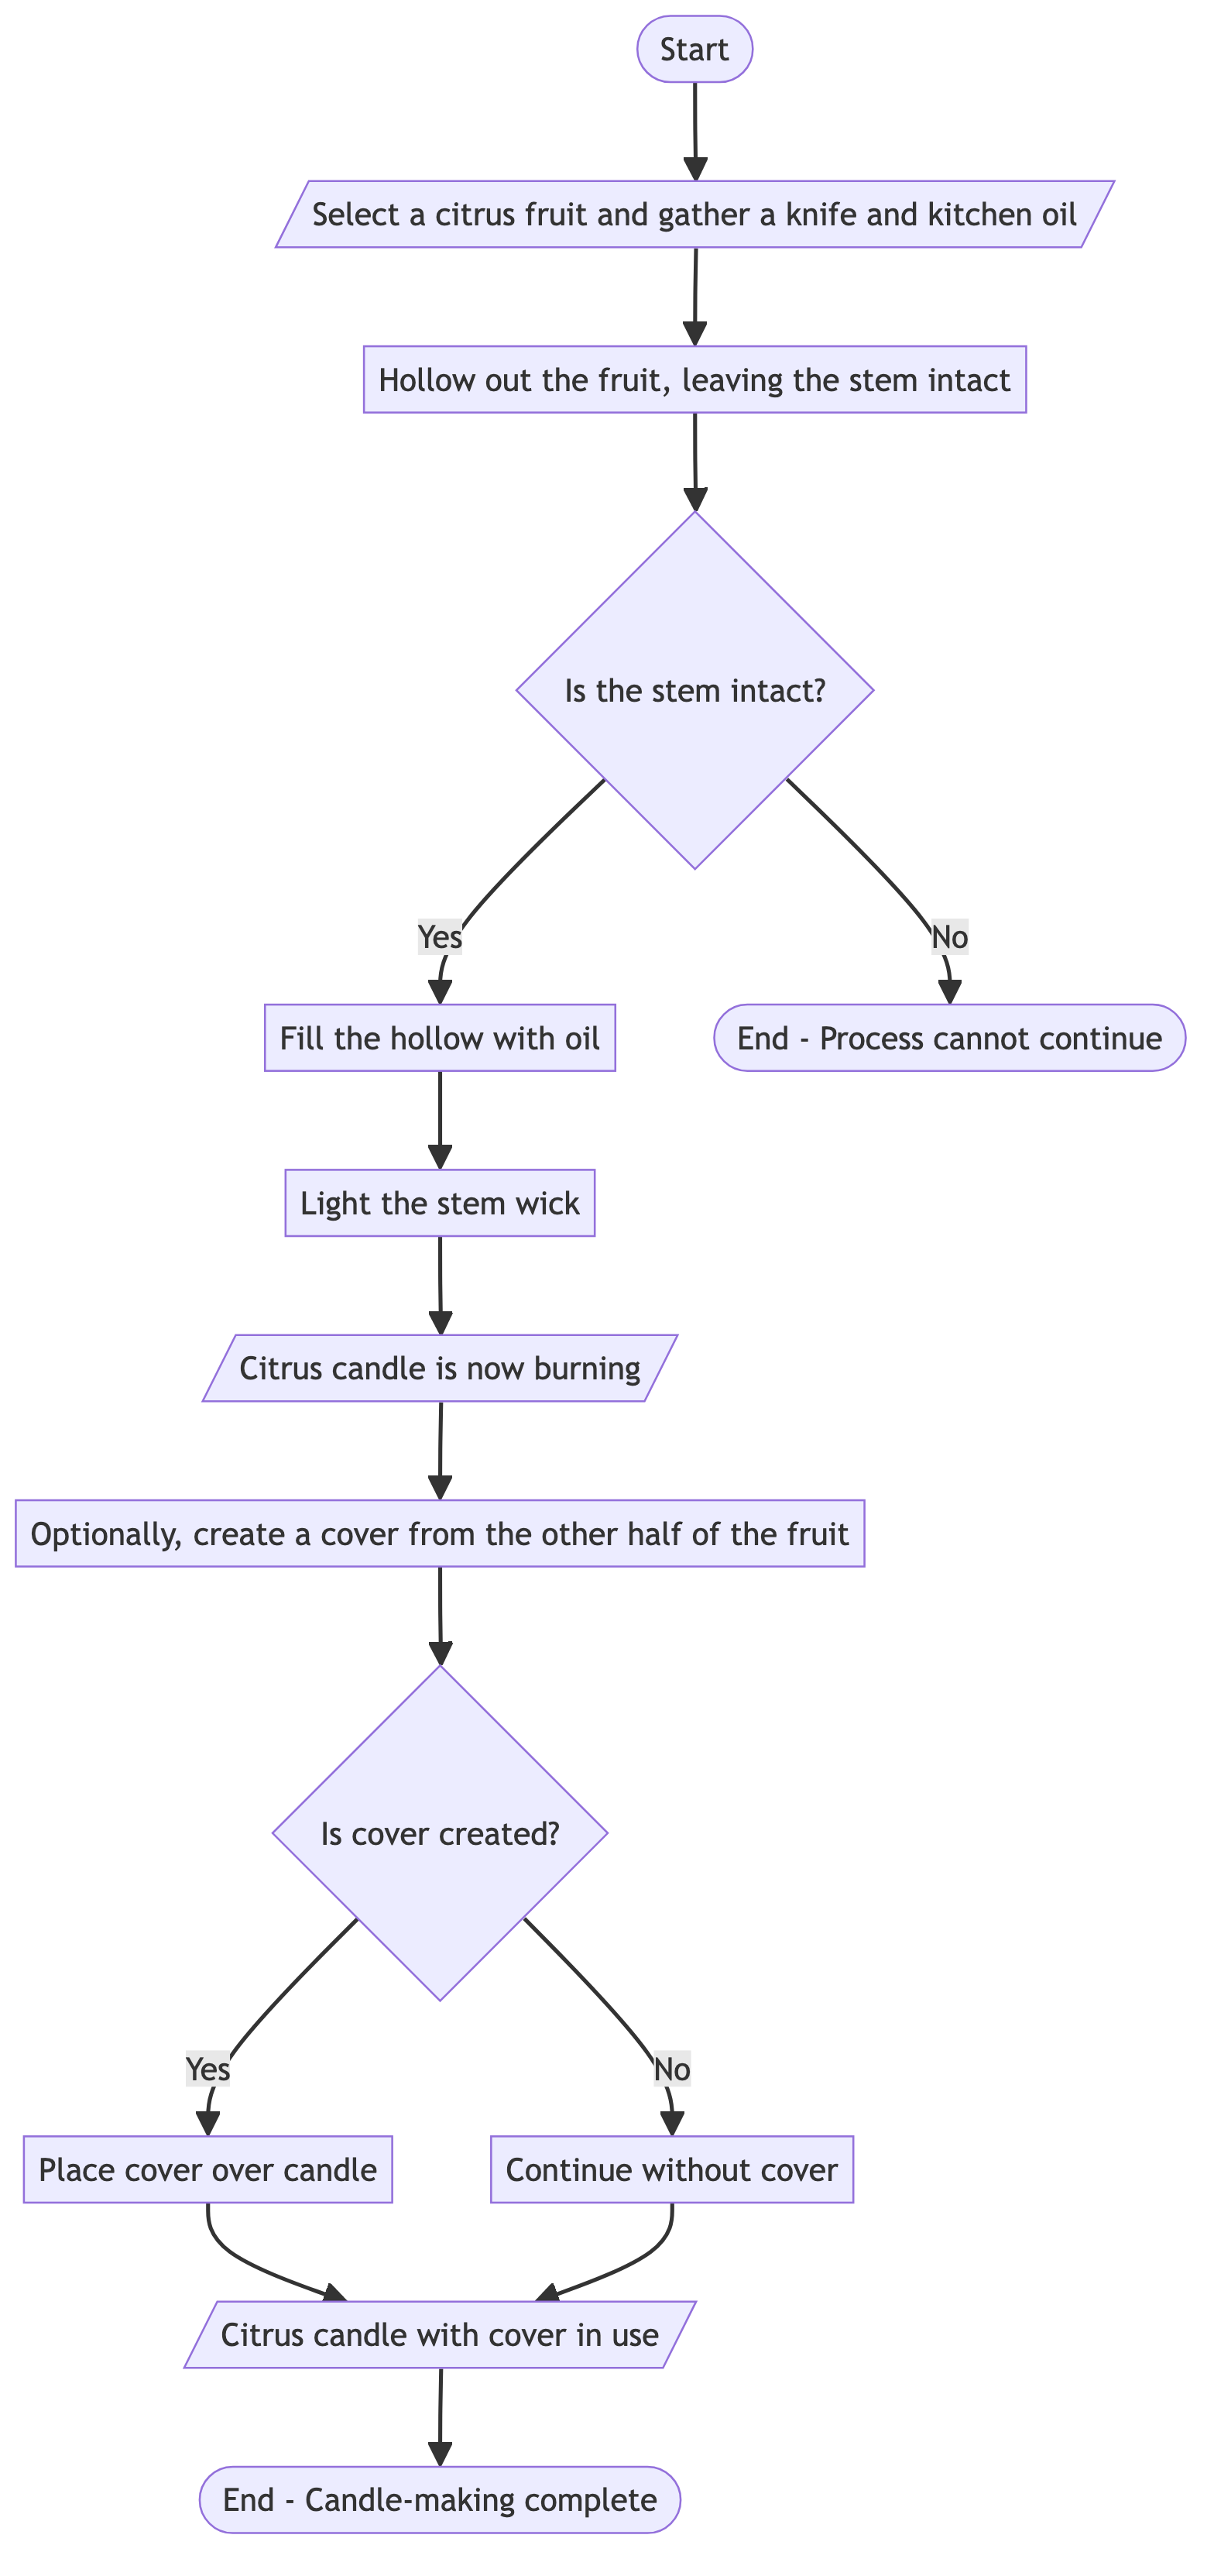 Start
Select a citrus fruit and gather a knife and kitchen oil
Hollow out the fruit, leaving the stem intact
Is the stem intact?
Yes
No
Fill the hollow with oil
End - Process cannot continue
Light the stem wick
Citrus candle is now burning
Optionally, create a cover from the other half of the fruit
Is cover created?
Yes
No
Place cover over candle
Continue without cover
Citrus candle with cover in use
End - Candle-making complete